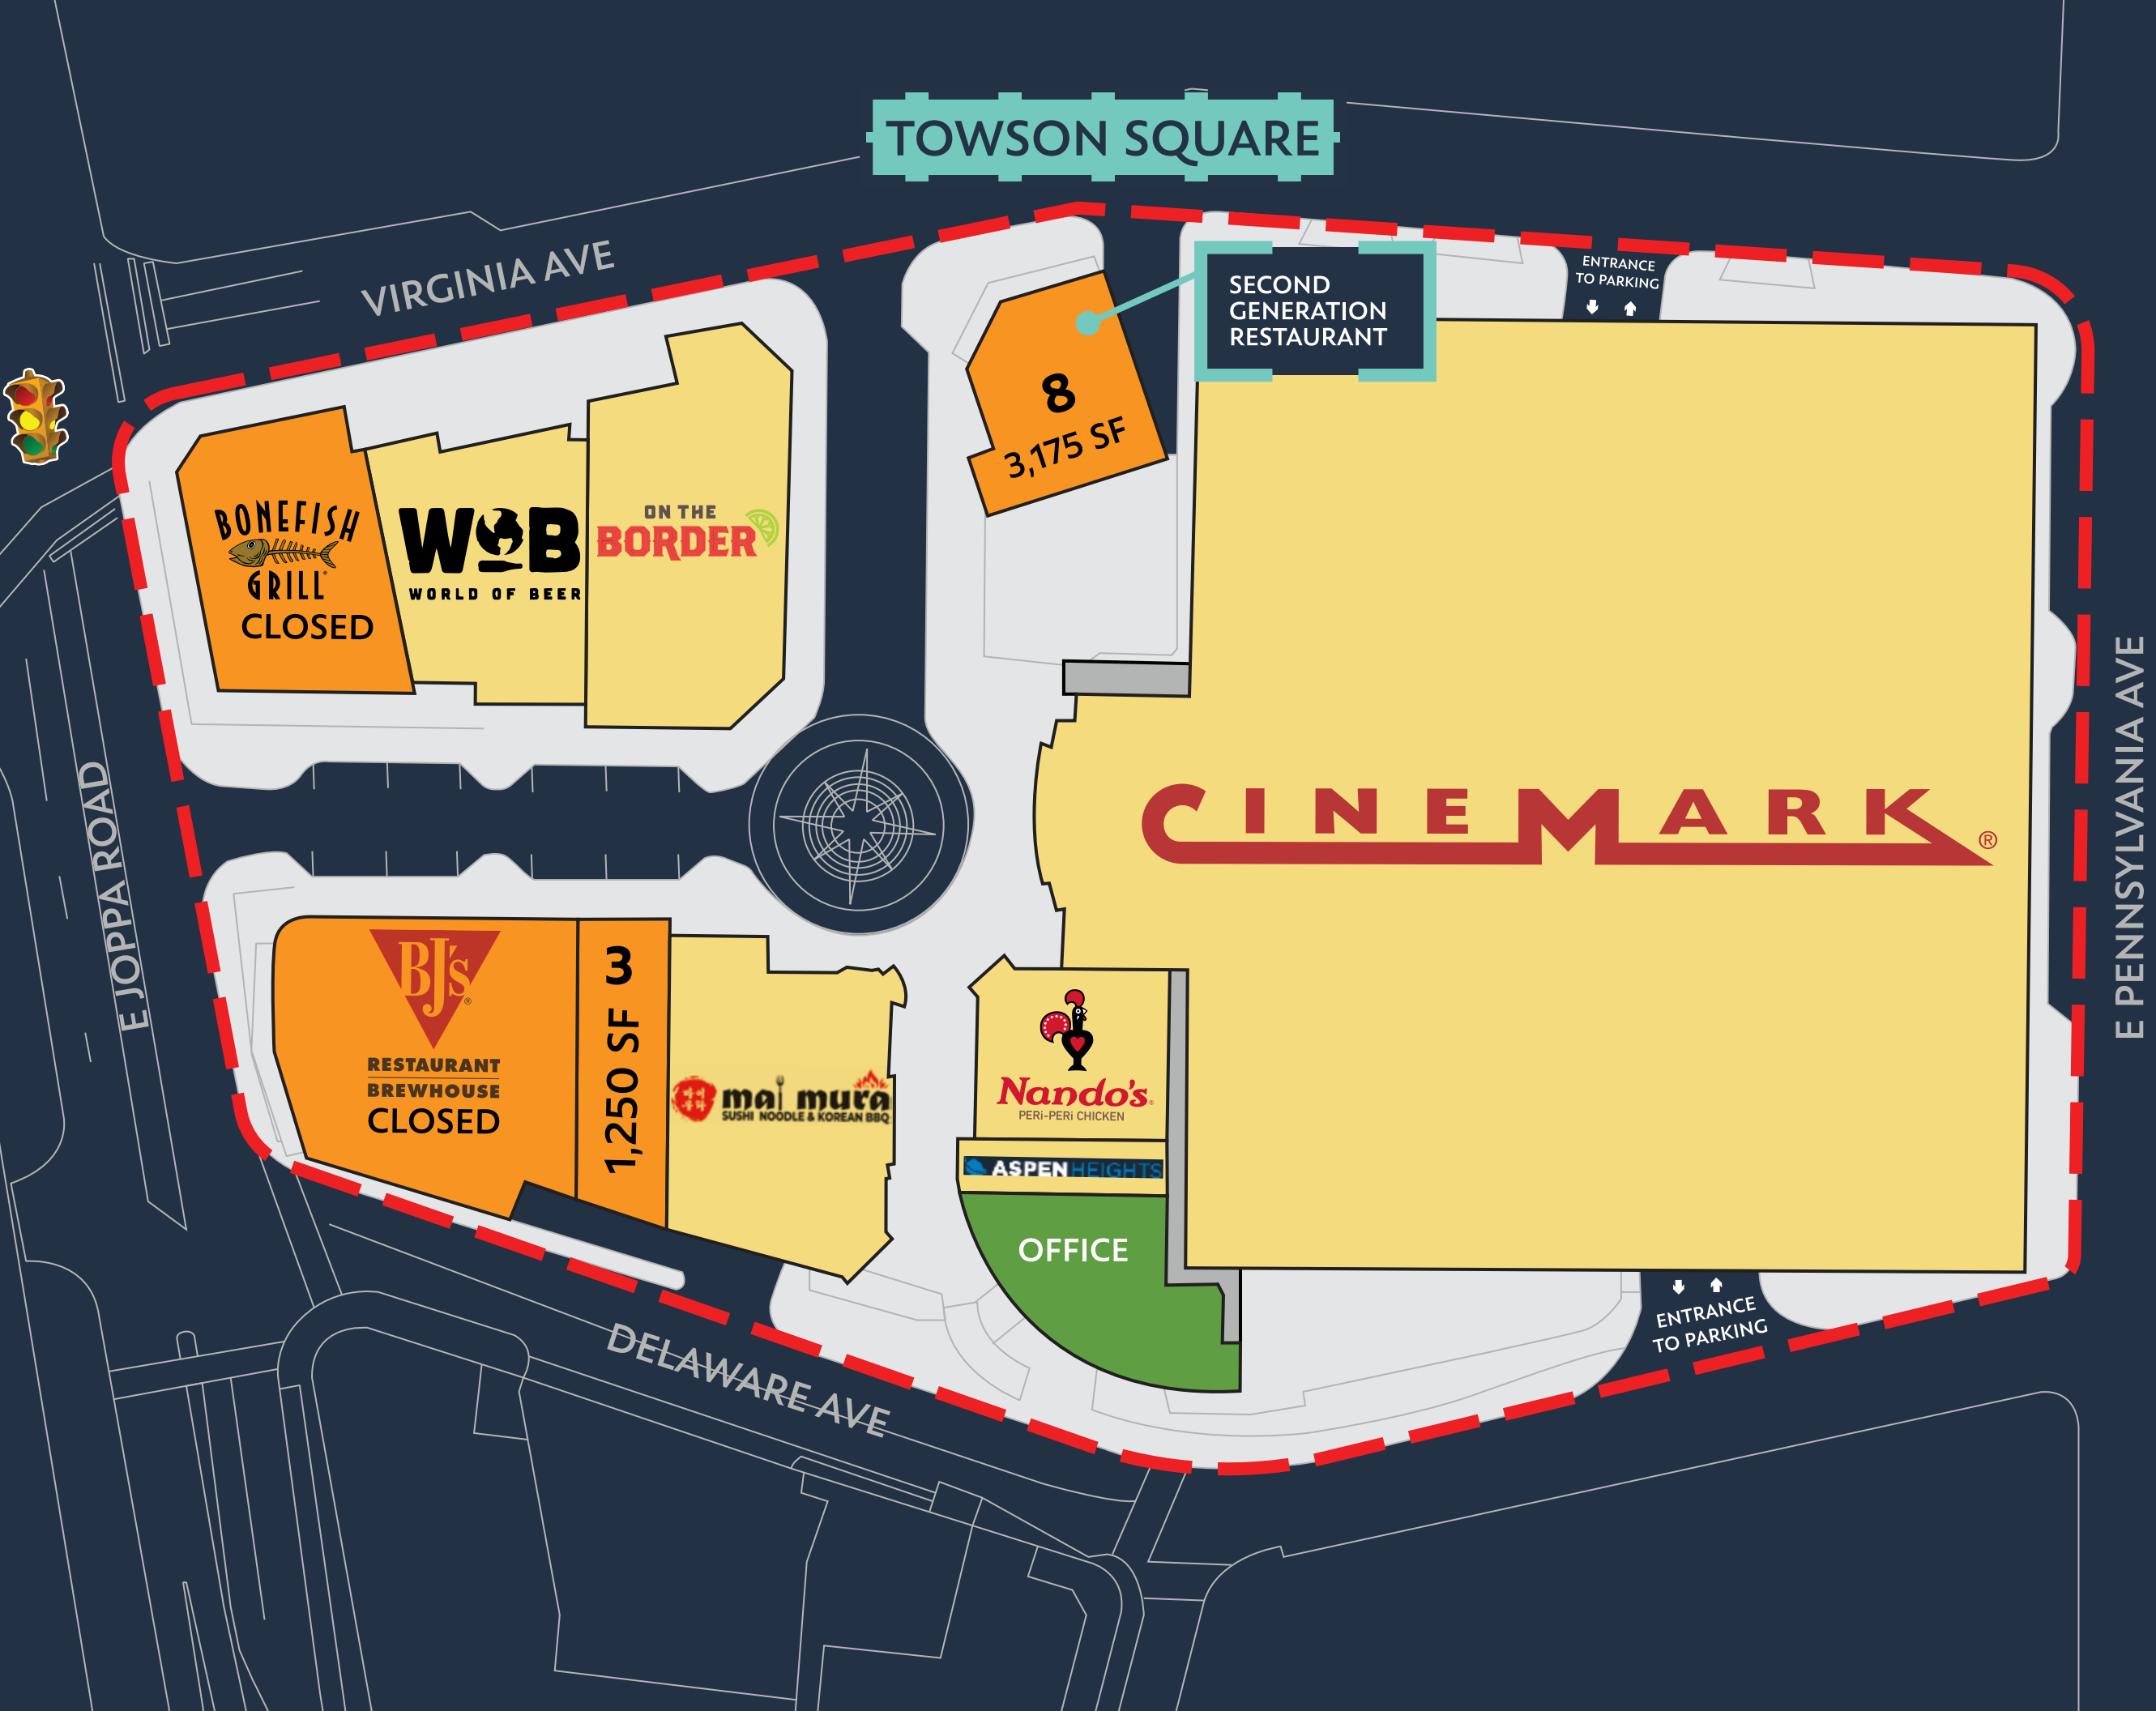 TOWSON SQUARE
VIRGINIA AVE
ENTRANCE
TO PARKING
SECOND
GENERATION
RESTAURANT
8
3,175 SF
BONEFISH
GRILL
CLOSED
WOB
WORLD OF BEER
ON THE
BORDER
CINEMARK®
E JOPPA ROAD
E PENNSYLVANIA AVE
BJ's®
RESTAURANT
BREWHOUSE
CLOSED
3
1,250 SF
mai mura
SUSHI NOODLE & KOREAN BBQ
Nando's®
PERi-PERi CHICKEN
ASPENHEIGHTS
OFFICE
ENTRANCE
TO PARKING
DELAWARE AVE